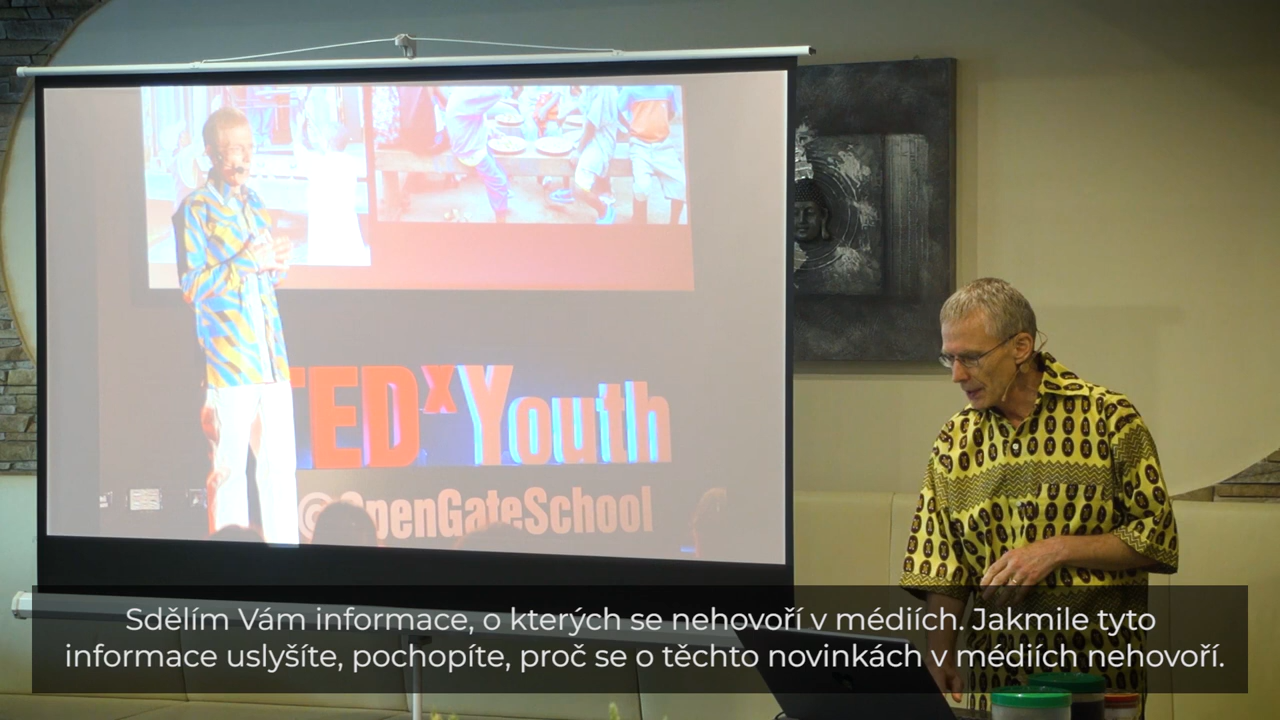 TEDxYouth
@OpenGateSchool
Sdělím Vám informace, o kterých se nehovoří v médiích. Jakmile tyto
informace uslyšíte, pochopíte, proč se o těchto novinkách v médiích nehovoří.